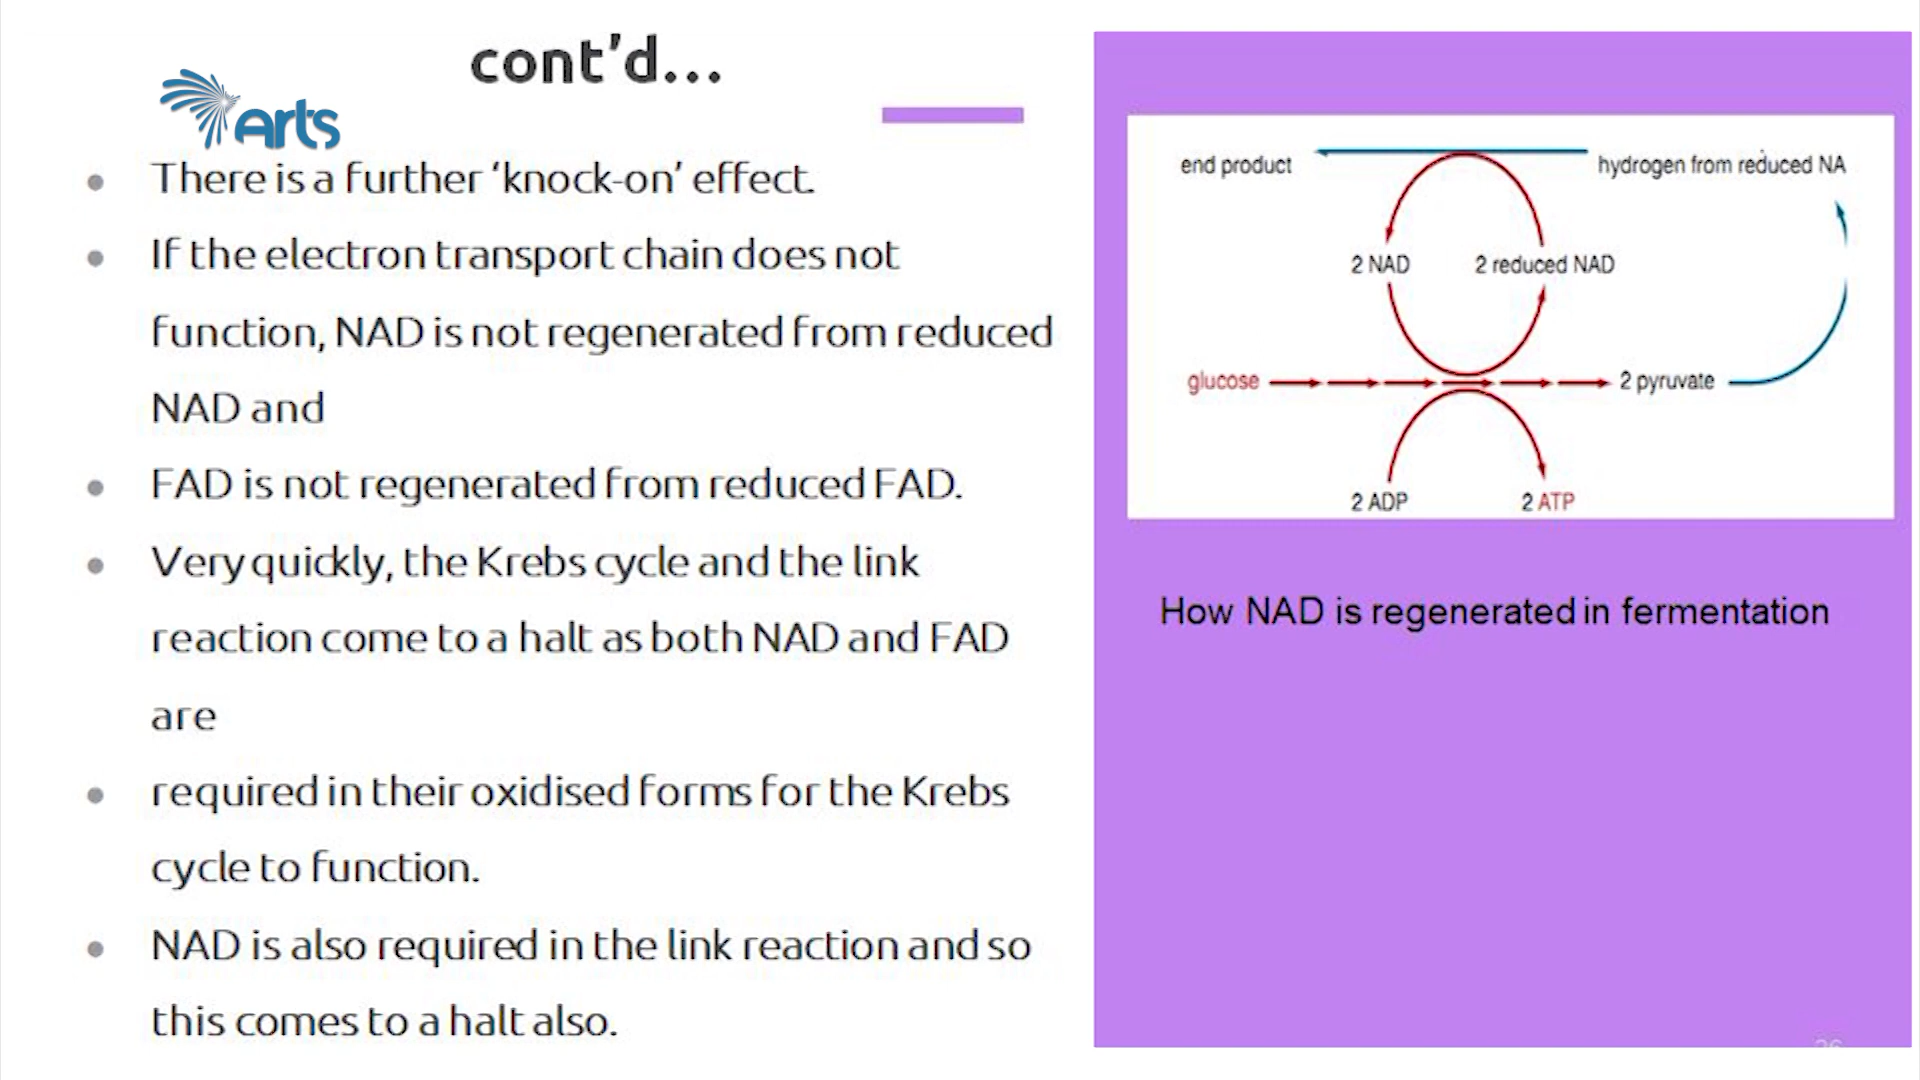 cont’d...
arts
• There is a further ‘knock-on’ effect.
• If the electron transport chain does not
function, NAD is not regenerated from reduced
NAD and
• FAD is not regenerated from reduced FAD.
• Very quickly, the Krebs cycle and the link
reaction come to a halt as both NAD and FAD
are
• required in their oxidised forms for the Krebs
cycle to function.
• NAD is also required in the link reaction and so
this comes to a halt also.
end product
hydrogen from reduced NA
2 NAD
2 reduced NAD
glucose
2 pyruvate
2 ADP
2 ATP
How NAD is regenerated in fermentation